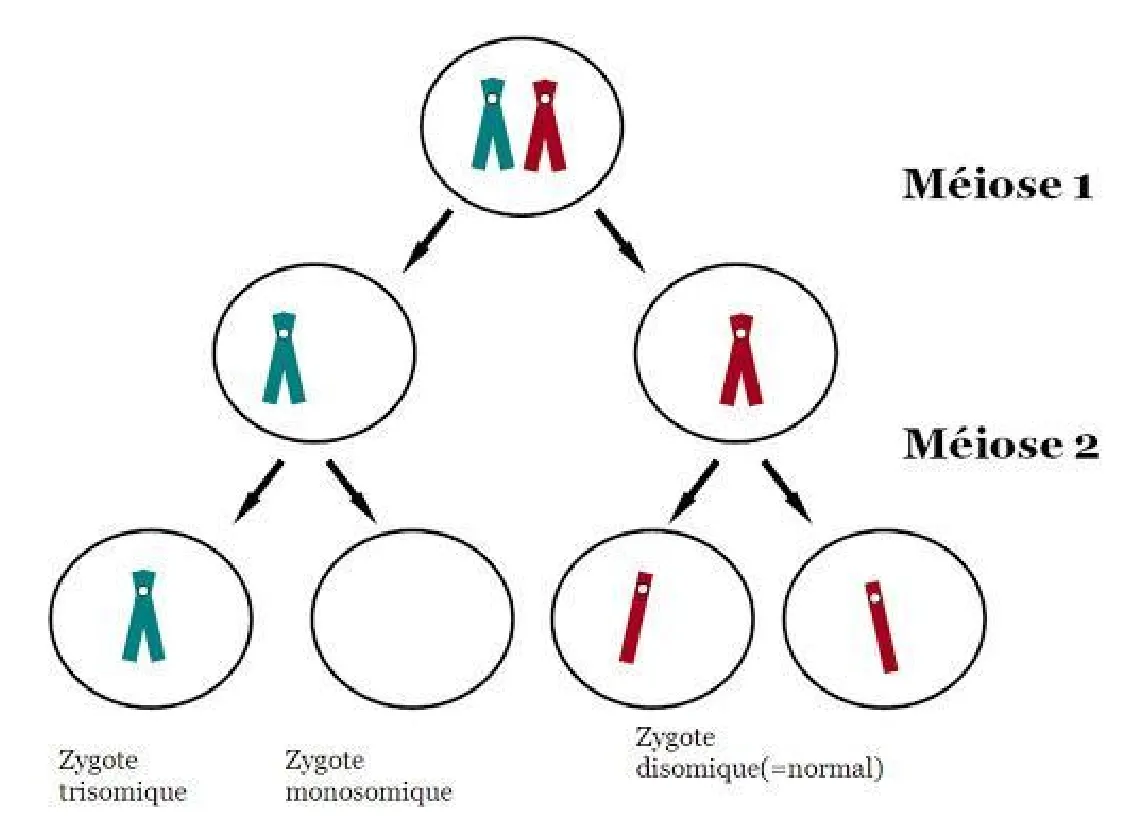 Méiose 1
Méiose 2
Zygote
trisomique
Zygote
monosomique
Zygote
disomique(=normal)